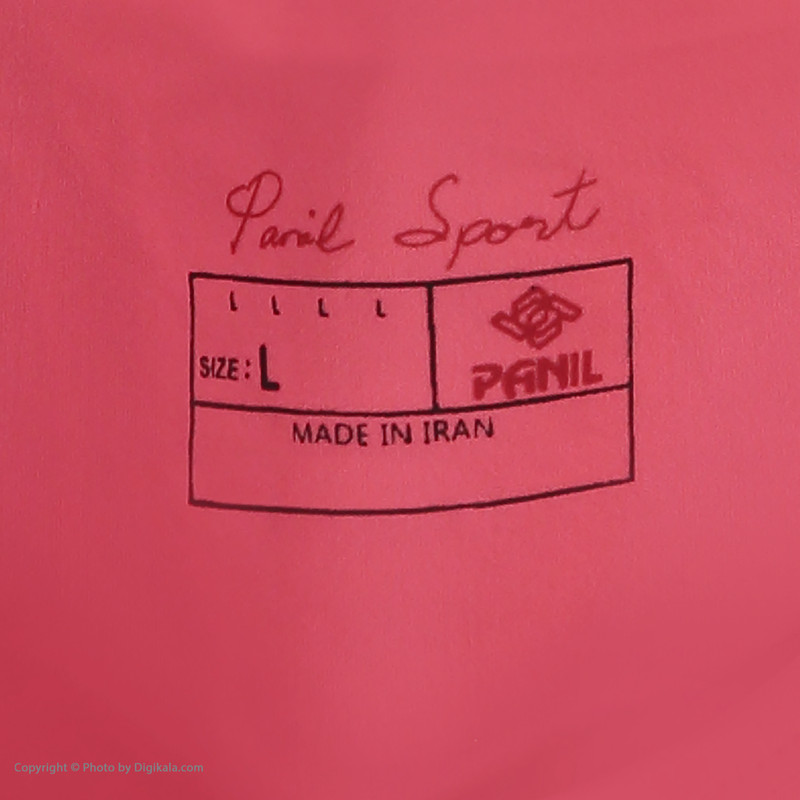 Panil Sport
L L L L
SIZE: L
PANIL
MADE IN IRAN
Copyright © Photo by Digikala.com